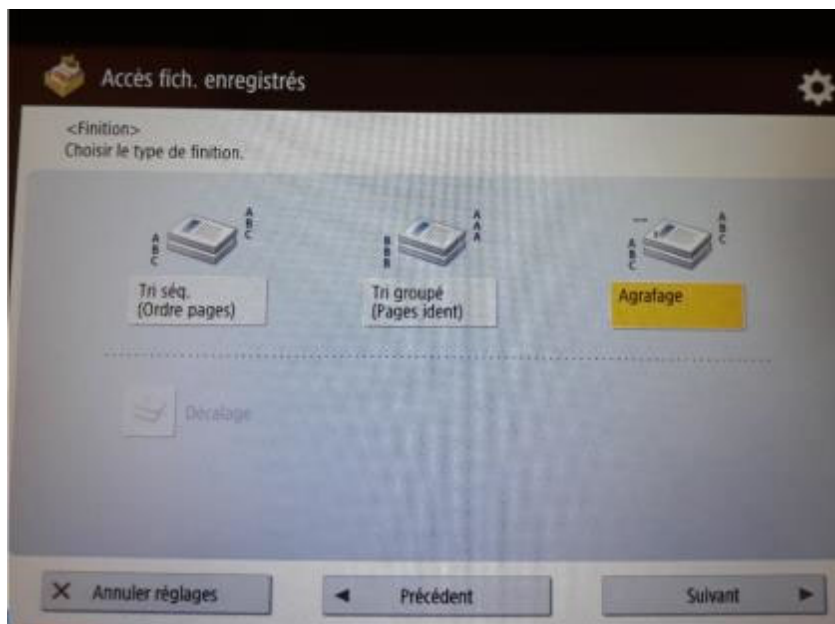 Accès fich. enregistrés
<Finition>
Choisir le type de finition.
A
B
C
A
B
C
B
B
B
A
A
A
A
B
C
A
B
C
Tri séq.
(Ordre pages)
Tri groupé
(Pages ident)
Agrafage
Décalage
Annuler réglages
Précédent
Suivant